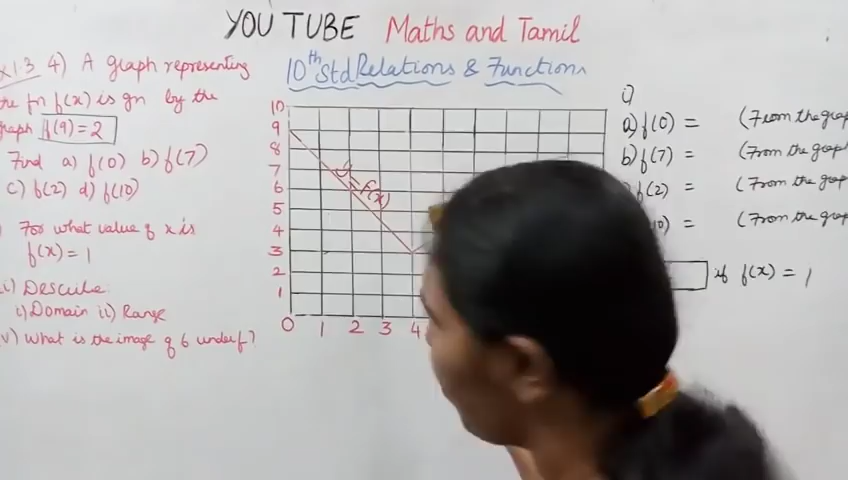 YOU TUBE Maths and Tamil
10th Std Relations & Functions
x1.3 4) A graph representing
the fn f(x) is gn by the
graph f(9) = 2
Find a) f(0) b) f(7)
c) f(2) d) f(10)
For what value of x is
f(x) = 1
Describe
i) Domain ii) Range
v) What is the image of 6 under f?
10
9
8
7
6
5
4
3
2
1
0 1 2 3 4
y = f(x)
i)
a) f(0) = (From the graph
b) f(7) = (From the graph
f(2) = (From the graph
0) = (From the graph
if f(x) = 1